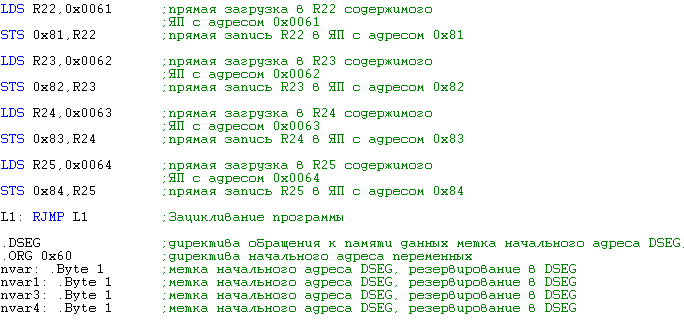 LDS R22,0x0061 ;прямая загрузка в R22 содержимого
;ЯП с адресом 0x0061
STS 0x81,R22 ;прямая запись R22 в ЯП с адресом 0x81
LDS R23,0x0062 ;прямая загрузка в R23 содержимого
;ЯП с адресом 0x0062
STS 0x82,R23 ;прямая запись R23 в ЯП с адресом 0x82
LDS R24,0x0063 ;прямая загрузка в R24 содержимого
;ЯП с адресом 0x0063
STS 0x83,R24 ;прямая запись R24 в ЯП с адресом 0x83
LDS R25,0x0064 ;прямая загрузка в R25 содержимого
;ЯП с адресом 0x0064
STS 0x84,R25 ;прямая запись R25 в ЯП с адресом 0x84
L1: RJMP L1 ;Зацикливание программы
.DSEG ;директива обращения к памяти данных метка начального адреса DSEG,
.ORG 0x60 ;директива начального адреса переменных
nvar: .Byte 1 ;метка начального адреса DSEG, резервирование в DSEG
nvar1: .Byte 1 ;метка начального адреса DSEG, резервирование в DSEG
nvar3: .Byte 1 ;метка начального адреса DSEG, резервирование в DSEG
nvar4: .Byte 1 ;метка начального адреса DSEG, резервирование в DSEG